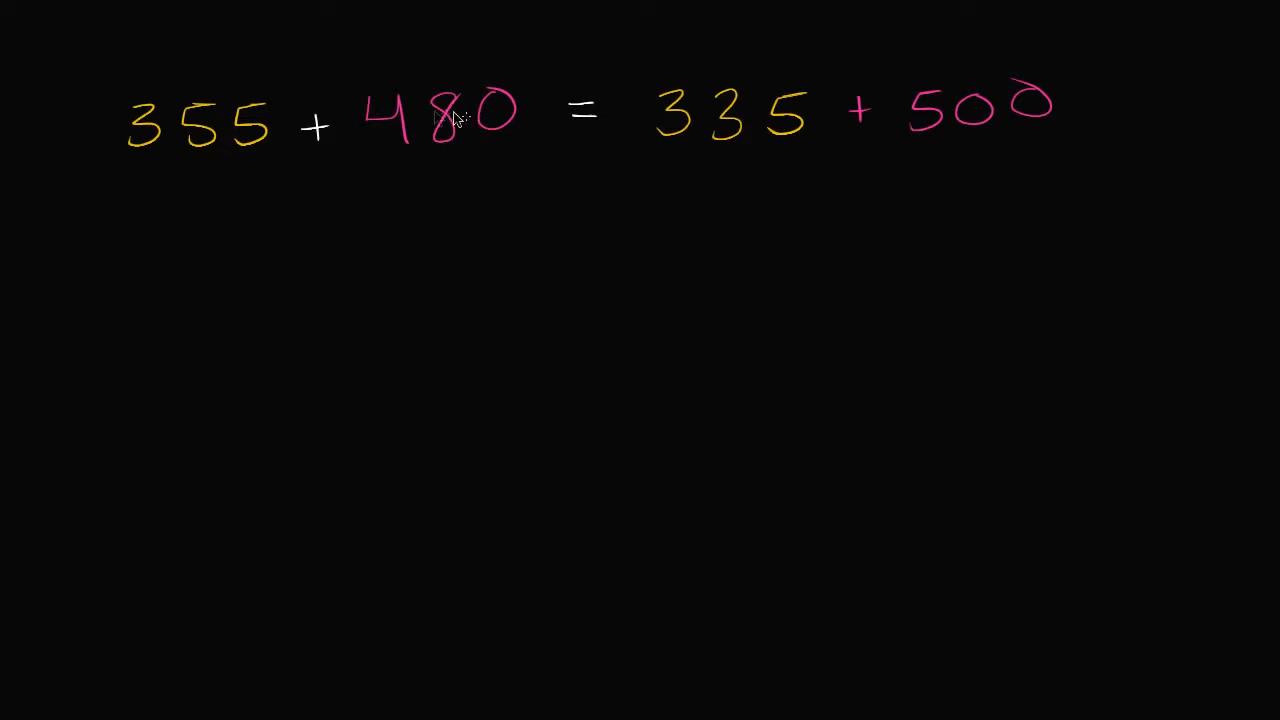 355 + 480 = 335 + 500